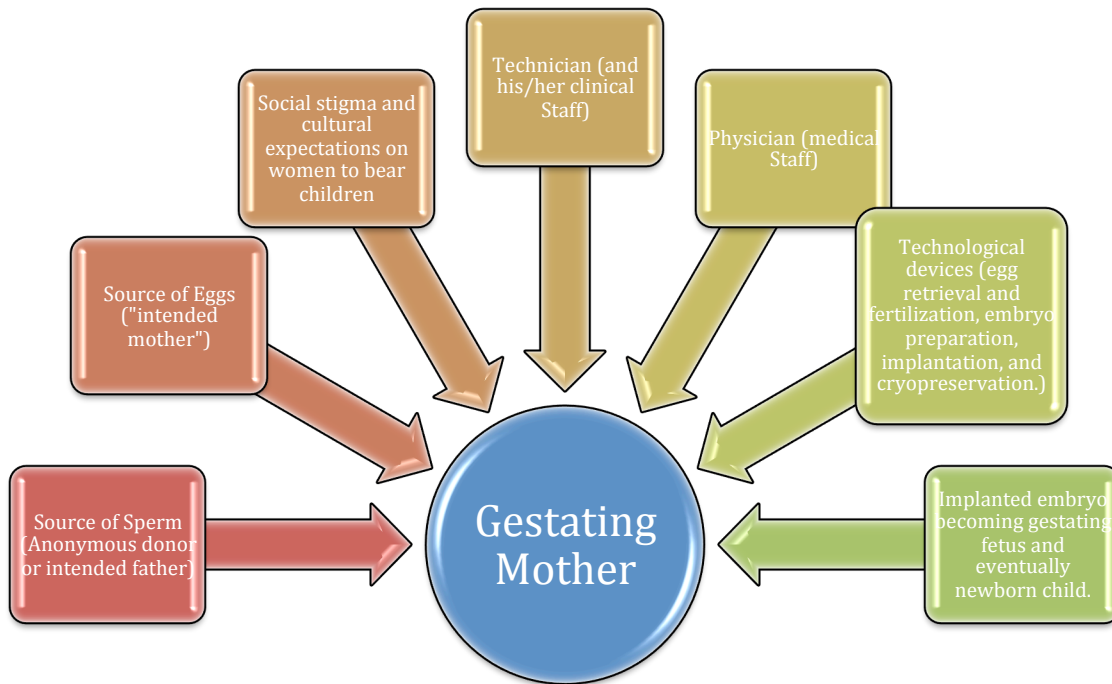 Technician (and
his/her clinical
Staff)
Social stigma and
cultural
expectations on
women to bear
children
Physician (medical
Staff)
Source of Eggs
("intended
mother")
Technological
devices (egg
retrieval and
fertilization, embryo
preparation,
implantation, and
cryopreservation.)
Source of Sperm
(Anonymous donor
or intended father)
Gestating
Mother
Implanted embryo
becoming gestating
fetus and
eventually
newborn child.